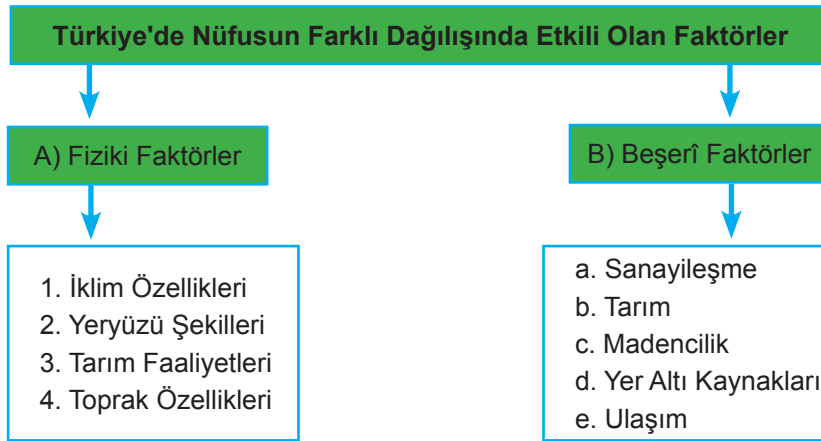 Türkiye'de Nüfusun Farklı Dağılışında Etkili Olan Faktörler
A) Fiziki Faktörler
B) Beşerî Faktörler
1. İklim Özellikleri
2. Yeryüzü Şekilleri
3. Tarım Faaliyetleri
4. Toprak Özellikleri
a. Sanayileşme
b. Tarım
c. Madencilik
d. Yer Altı Kaynakları
e. Ulaşım